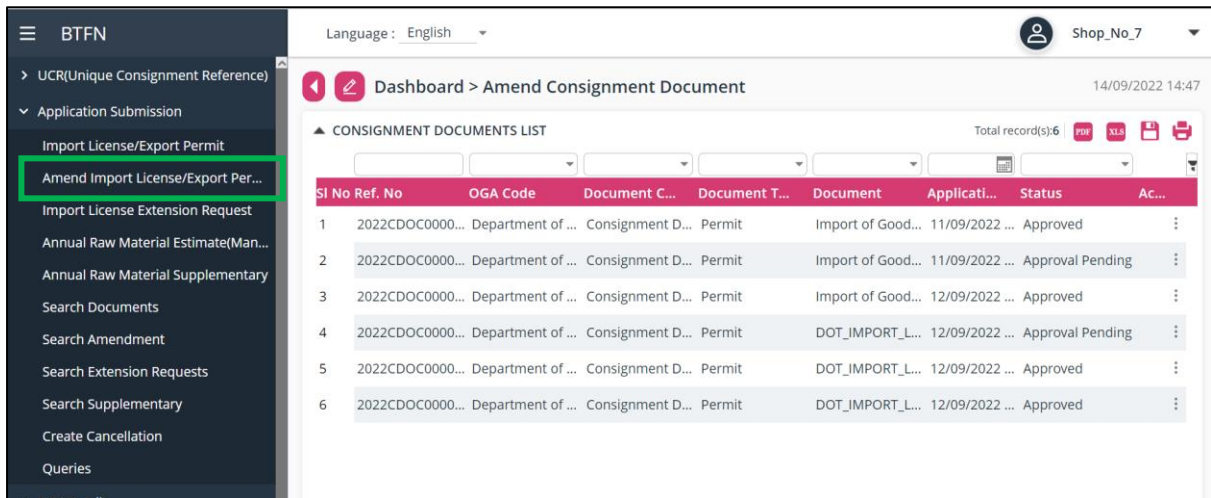 BTFN
Language : English
Shop_No_7
UCR(Unique Consignment Reference)
Application Submission
Import License/Export Permit
Amend Import License/Export Per...
Import License Extension Request
Annual Raw Material Estimate(Man...
Annual Raw Material Supplementary
Search Documents
Search Amendment
Search Extension Requests
Search Supplementary
Create Cancellation
Queries
Dashboard > Amend Consignment Document 14/09/2022 14:47
CONSIGNMENT DOCUMENTS LIST Total record(s):6 PDF XLS
Sl No Ref. No OGA Code Document C... Document T... Document Applicati... Status Ac...
1 2022CDOC0000... Department of ... Consignment D... Permit Import of Good... 11/09/2022 ... Approved
2 2022CDOC0000... Department of ... Consignment D... Permit Import of Good... 11/09/2022 ... Approval Pending
3 2022CDOC0000... Department of ... Consignment D... Permit Import of Good... 12/09/2022 ... Approved
4 2022CDOC0000... Department of ... Consignment D... Permit DOT_IMPORT_L... 12/09/2022 ... Approval Pending
5 2022CDOC0000... Department of ... Consignment D... Permit DOT_IMPORT_L... 12/09/2022 ... Approved
6 2022CDOC0000... Department of ... Consignment D... Permit DOT_IMPORT_L... 12/09/2022 ... Approved